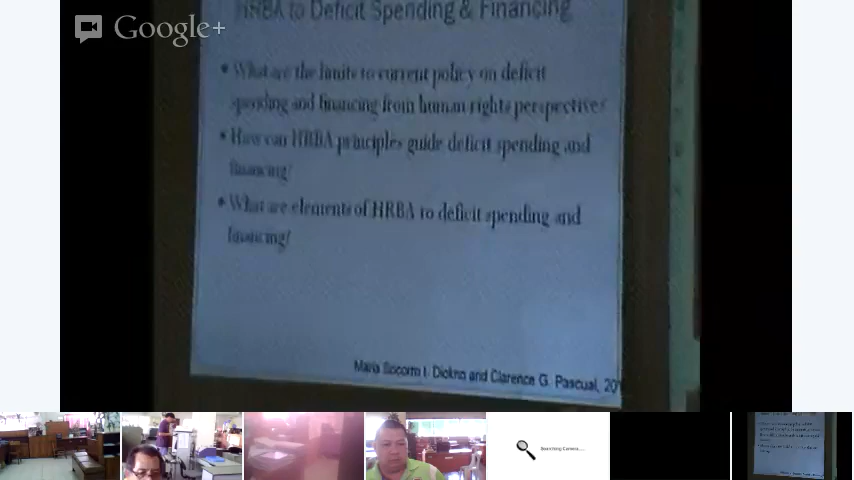 Google+
HRBA to Deficit Spending & Financing
• What are the limits to current policy on deficit
spending and financing from human rights perspective?
• How can HRBA principles guide deficit spending and
financing?
• What are elements of HRBA to deficit spending and
financing?
Maria Socorro I. Diokno and Clarence G. Pascual, 20
Searching Camera.....